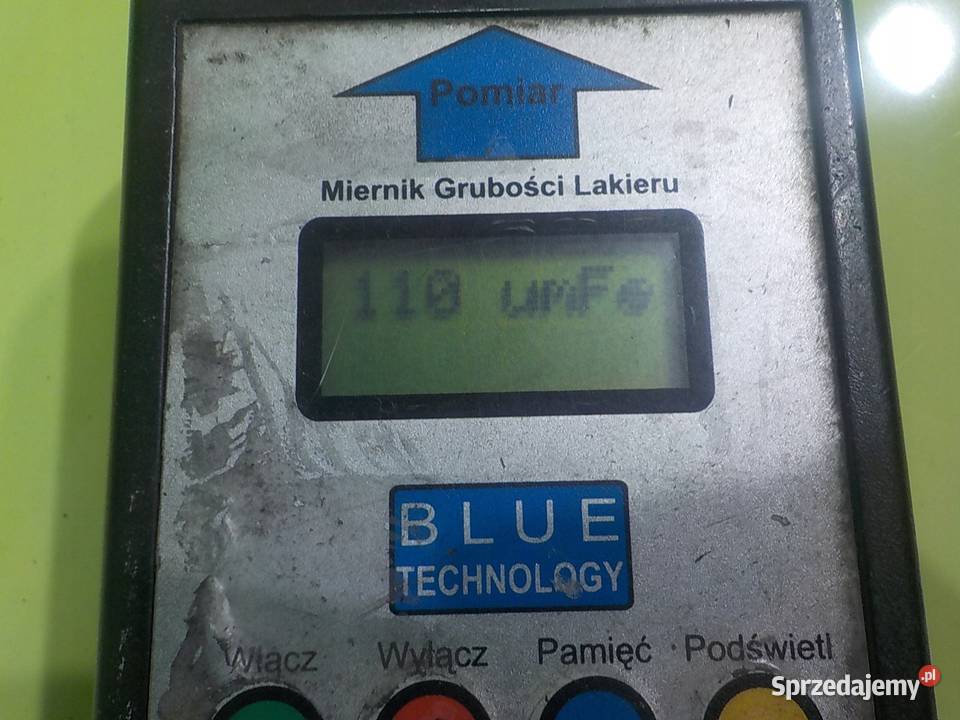 Pomiar
Miernik Grubości Lakieru
110 umFe
BLUE
TECHNOLOGY
Włącz Wyłącz Pamięć Podświetl
Sprzedajemy.pl